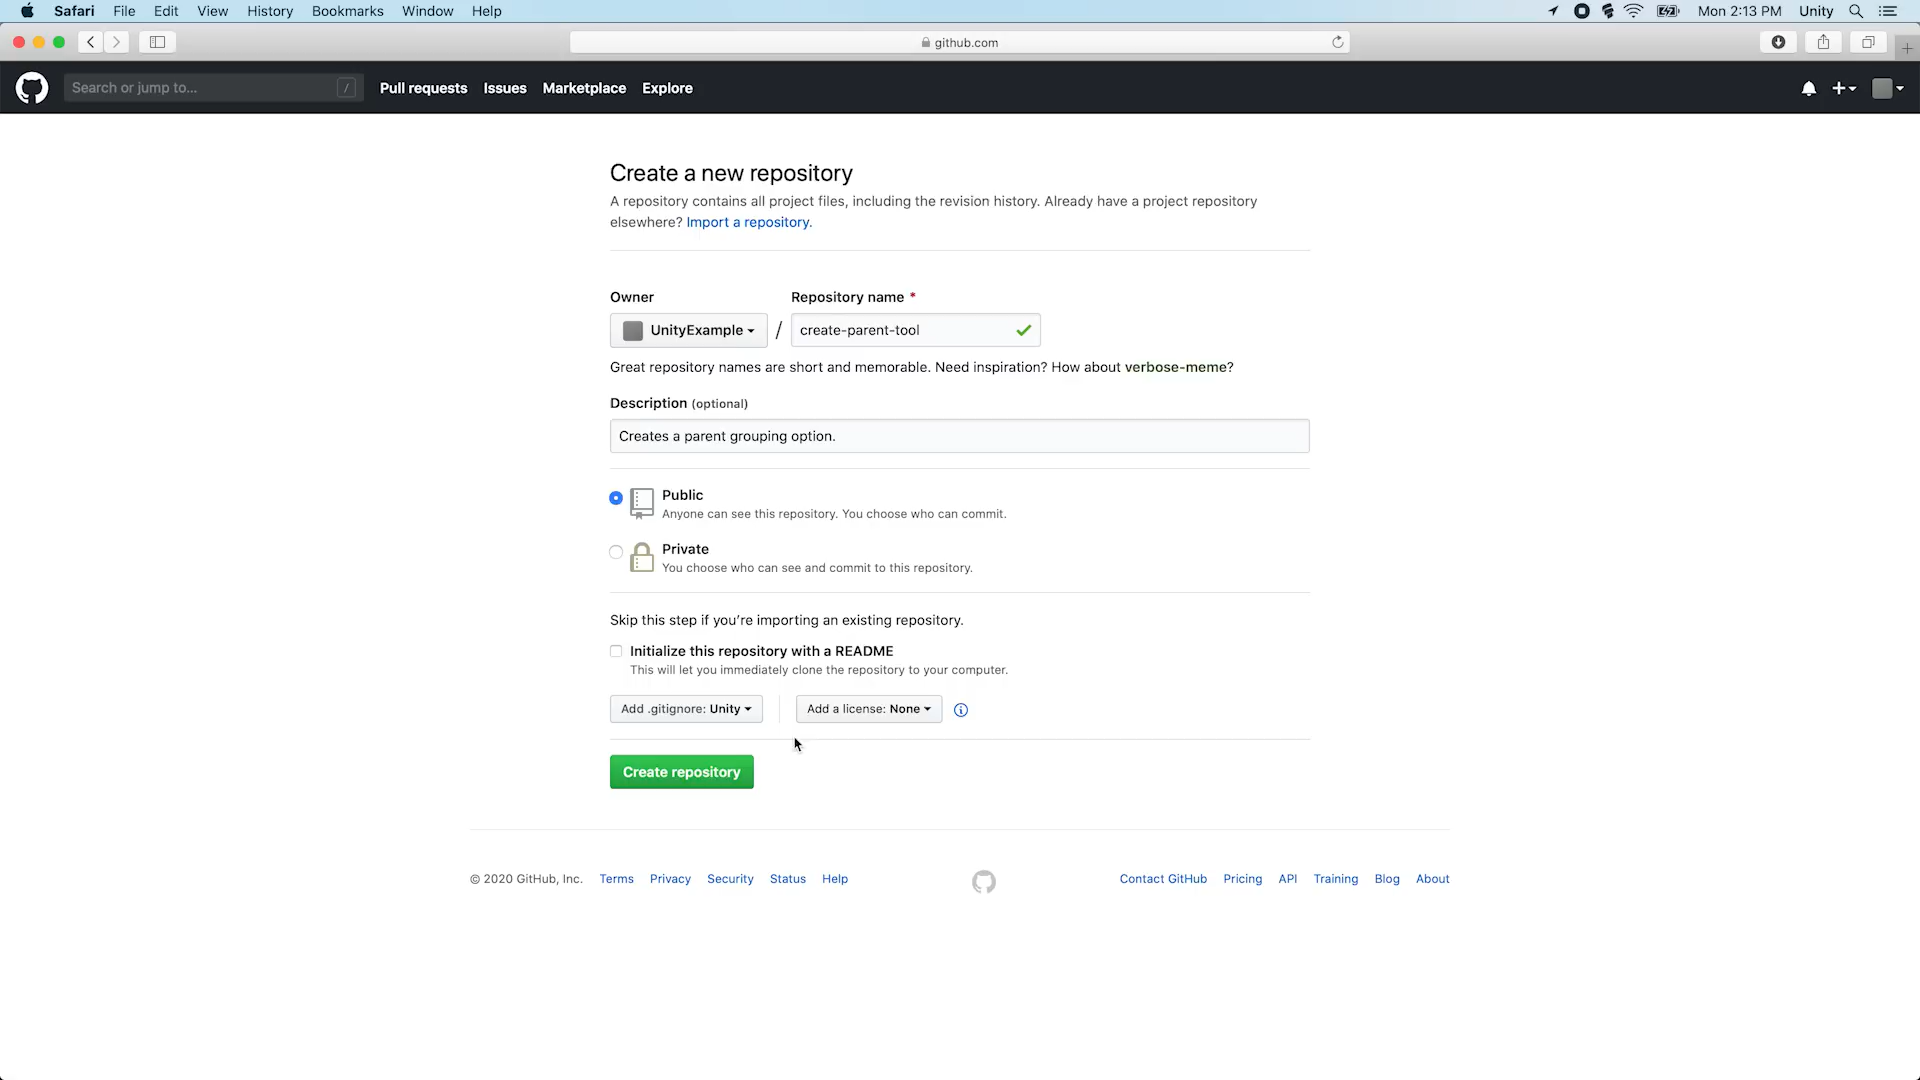 Safari File Edit View History Bookmarks Window Help Mon 2:13 PM Unity
github.com
Search or jump to... / Pull requests Issues Marketplace Explore
Create a new repository
A repository contains all project files, including the revision history. Already have a project repository
elsewhere? Import a repository.
Owner Repository name *
UnityExample / create-parent-tool
Great repository names are short and memorable. Need inspiration? How about verbose-meme?
Description (optional)
Creates a parent grouping option.
Public
Anyone can see this repository. You choose who can commit.
Private
You choose who can see and commit to this repository.
Skip this step if you’re importing an existing repository.
Initialize this repository with a README
This will let you immediately clone the repository to your computer.
Add .gitignore: Unity Add a license: None
Create repository
© 2020 GitHub, Inc. Terms Privacy Security Status Help Contact GitHub Pricing API Training Blog About